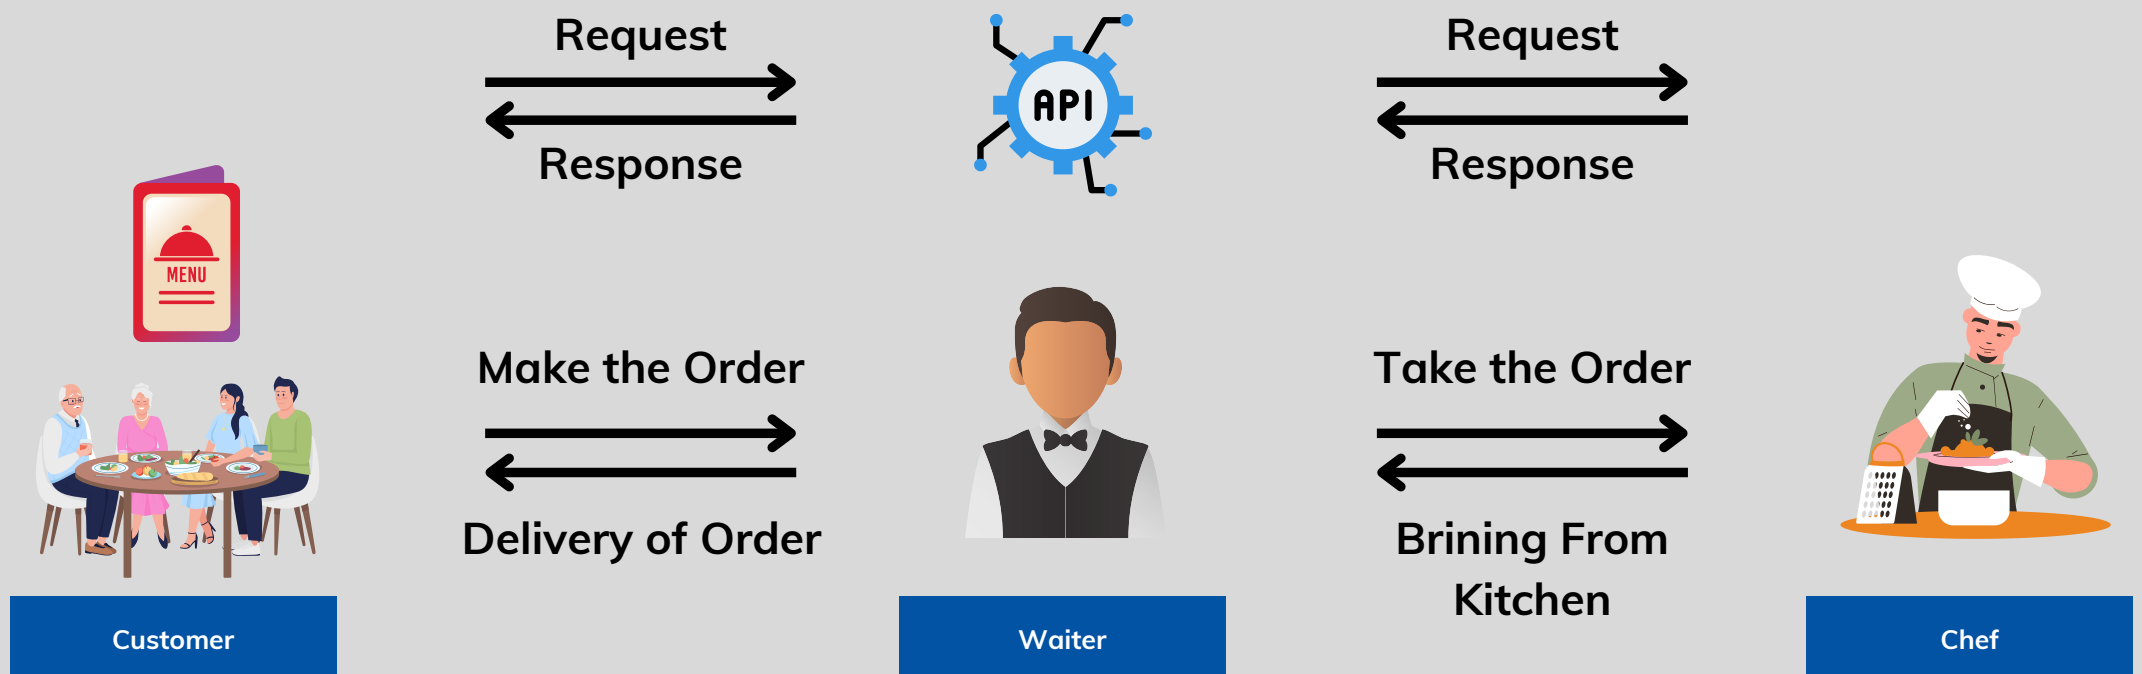 Request
API
Request
Response
Response
MENU
Make the Order
Take the Order
Delivery of Order
Brining From
Kitchen
Customer
Waiter
Chef